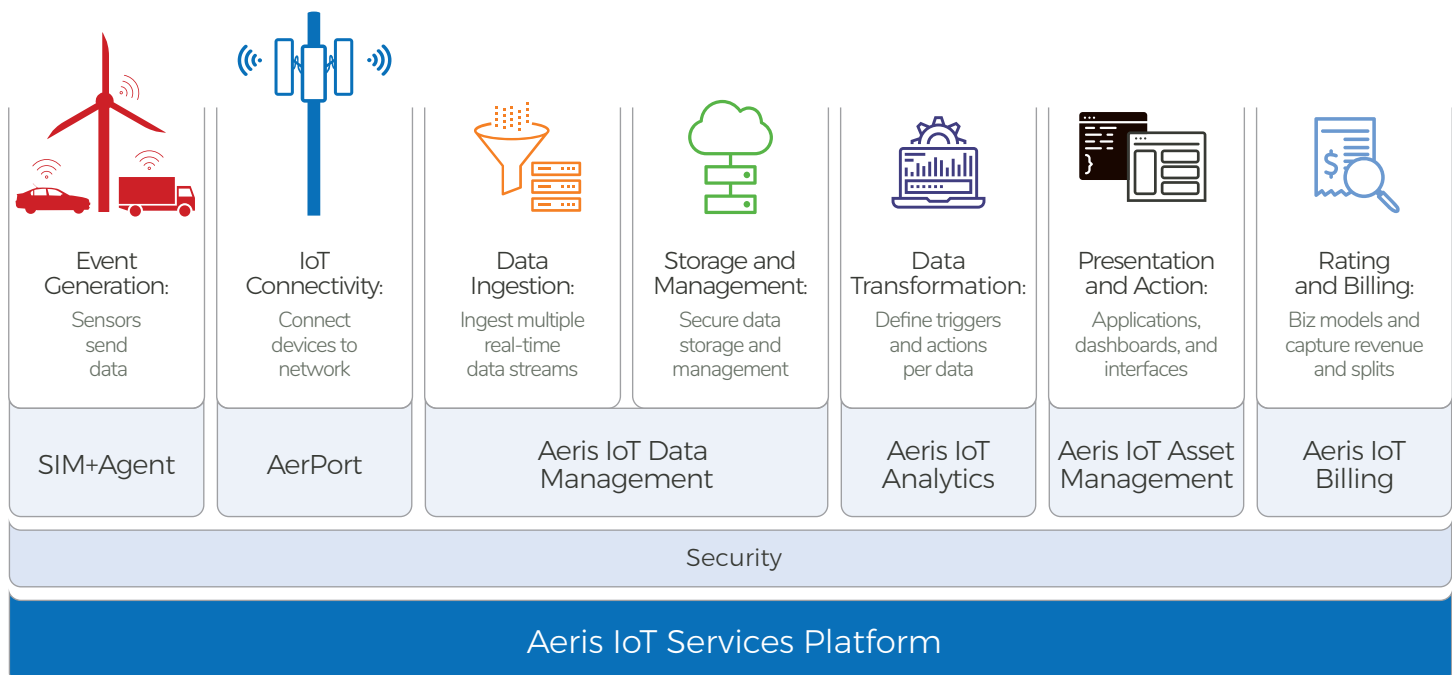 Event
Generation:
Sensors
send
data
IoT
Connectivity:
Connect
devices to
network
Data
Ingestion:
Ingest multiple
real-time
data streams
Storage and
Management:
Secure data
storage and
management
Data
Transformation:
Define triggers
and actions
per data
Presentation
and Action:
Applications,
dashboards, and
interfaces
Rating
and Billing:
Biz models and
capture revenue
and splits
SIM+Agent
AerPort
Aeris IoT Data
Management
Aeris IoT
Analytics
Aeris IoT Asset
Management
Aeris IoT
Billing
Security
Aeris IoT Services Platform